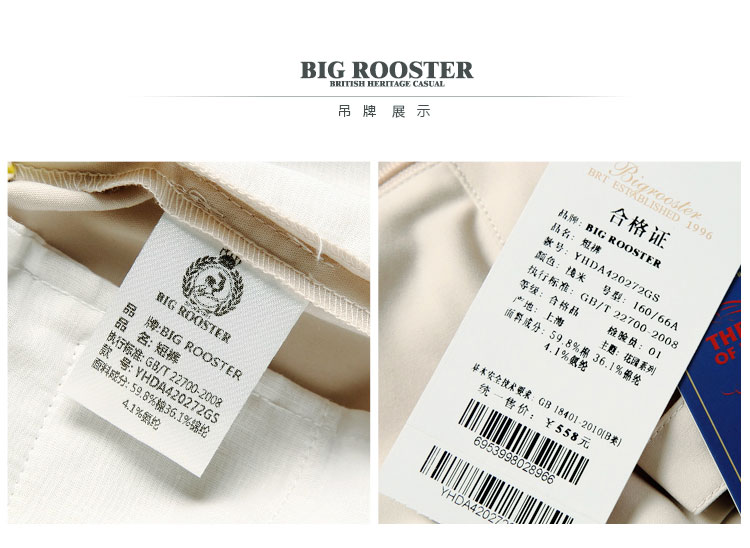 BIG ROOSTER
BRITISH HERITAGE CASUAL
吊牌展示
BIG ROOSTER
品 牌:BIG ROOSTER
品 名:短裤
执行标准:GB/T 22700-2008
款 号:YHDA420272GS
面料成分:59.8%棉36.1%锦纶
4.1%氨纶
Bigrooster
BRT ESTABLISHED 1996
合格证
品牌: BIG ROOSTER
品名: 短裤
款号: YHDA420272GS
颜色: 浅米 号型: 160/66A
执行标准: GB/T 22700-2008
等级: 合格品 检验员: 01
产地: 上海 主题: 花园系列
面料成分: 59.8%棉 36.1%锦纶
4.1%氨纶
基本安全技术要求: GB 18401-2010(B类)
统一售价: ¥558元
6953998028966
YHDA420272
THE
OF